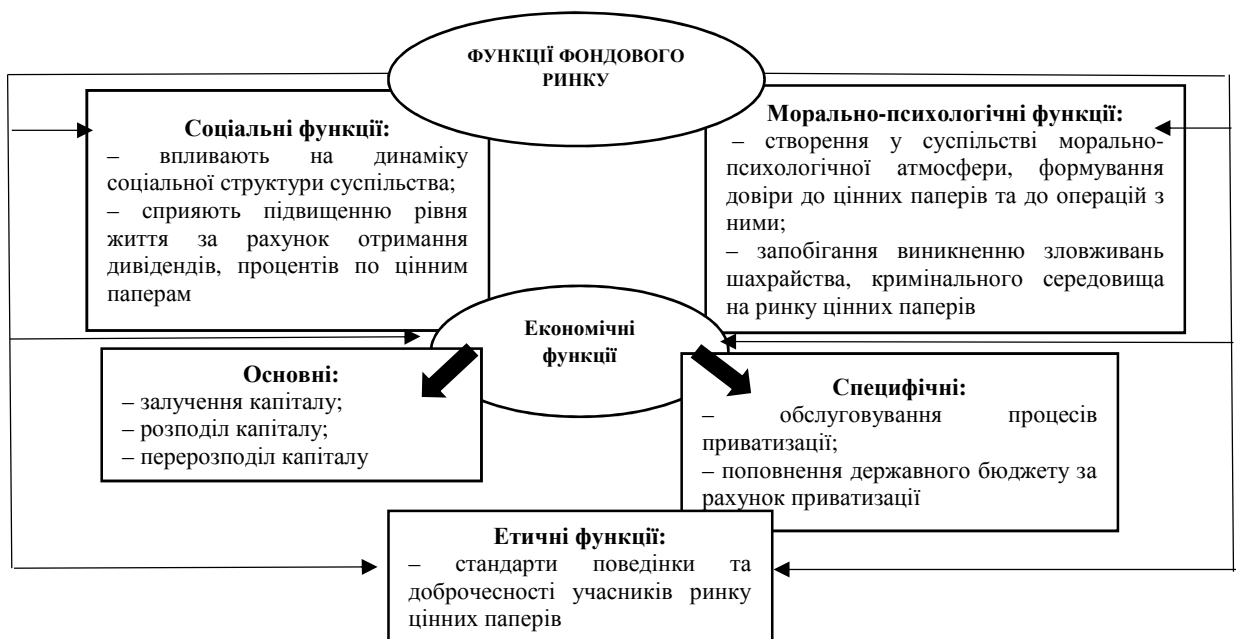 ФУНКЦІЇ ФОНДОВОГО
РИНКУ
Соціальні функції:
– впливають на динаміку
соціальної структури суспільства;
– сприяють підвищенню рівня
життя за рахунок отримання
дивідендів, процентів по цінним
паперам
Морально-психологічні функції:
– створення у суспільстві морально-
психологічної атмосфери, формування
довіри до цінних паперів та до операцій з
ними;
– запобігання виникненню зловживань
шахрайства, кримінального середовища
на ринку цінних паперів
Економічні
функції
Основні:
– залучення капіталу;
– розподіл капіталу;
– перерозподіл капіталу
Специфічні:
– обслуговування процесів
приватизації;
– поповнення державного бюджету за
рахунок приватизації
Етичні функції:
– стандарти поведінки та
доброчесності учасників ринку
цінних паперів